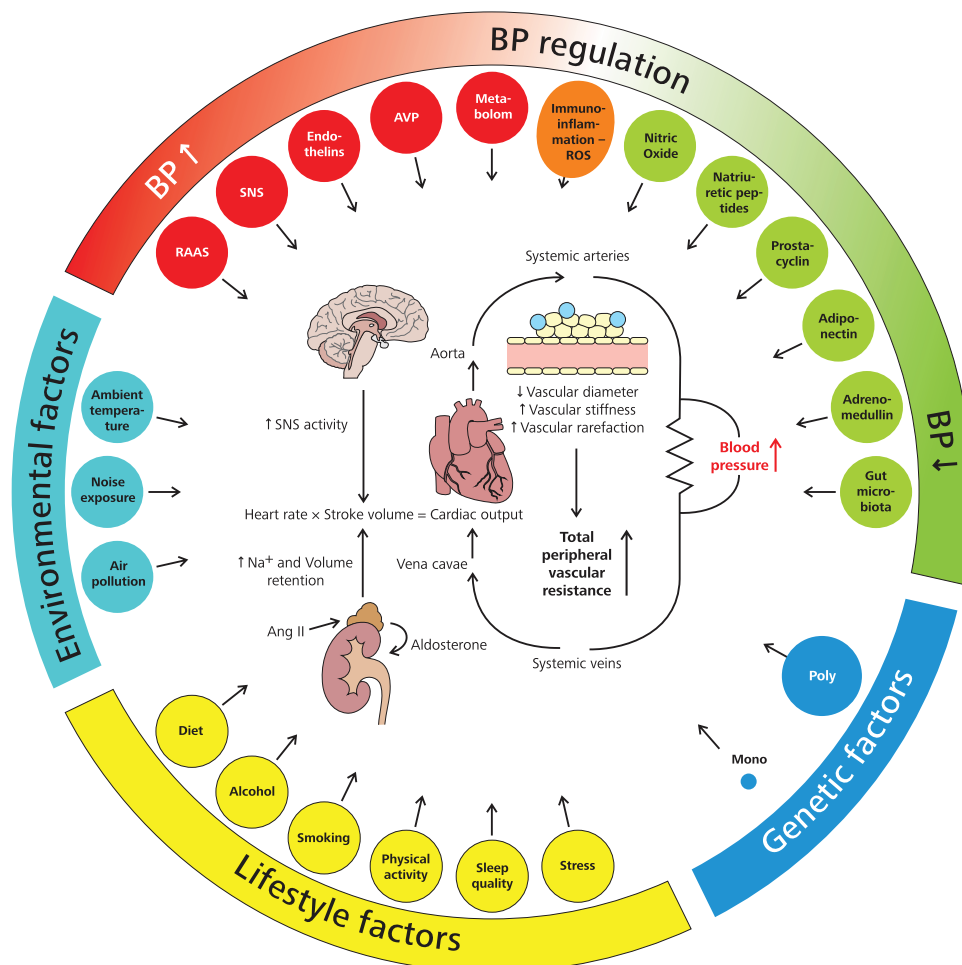 BP regulation
BP ↑
BP ↓
RAAS
SNS
Endo-
thelins
AVP
Meta-
bolom
Immuno-
inflam-
mation –
ROS
Nitric
Oxide
Natriu-
retic pep-
tides
Prosta-
cyclin
Adipo-
nectin
Adreno-
medullin
Gut
micro-
biota
Environmental factors
Ambient
tempera-
ture
Noise
exposure
Air
pollution
Systemic arteries
Aorta
↓ Vascular diameter
↑ Vascular stiffness
↑ Vascular rarefaction
↑ SNS activity
Blood
pressure ↑
Heart rate × Stroke volume = Cardiac output
↑ Na⁺ and Volume
retention
Vena cavae
Total
peripheral
vascular
resistance ↑
Ang II
Aldosterone
Systemic veins
Lifestyle factors
Diet
Alcohol
Smoking
Physical
activity
Sleep
quality
Stress
Genetic factors
Poly
Mono